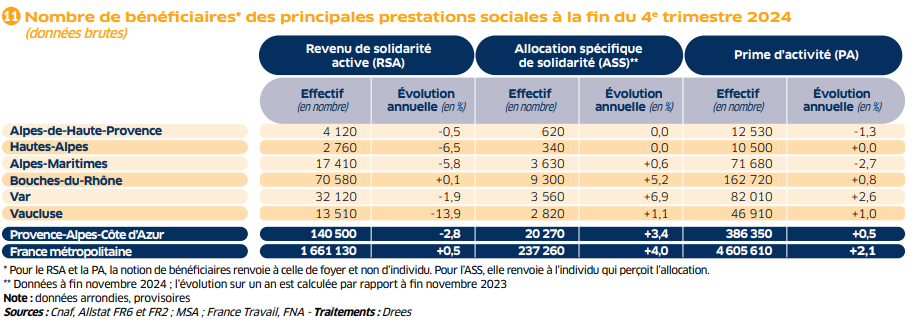 11 Nombre de bénéficiaires* des principales prestations sociales à la fin du 4e trimestre 2024
(données brutes)
Revenu de solidarité active (RSA) Allocation spécifique de solidarité (ASS)** Prime d'activité (PA)
Effectif (en nombre) Évolution annuelle (en %) Effectif (en nombre) Évolution annuelle (en %) Effectif (en nombre) Évolution annuelle (en %)
Alpes-de-Haute-Provence 4 120 -0,5 620 0,0 12 530 -1,3
Hautes-Alpes 2 760 -6,5 340 0,0 10 500 +0,0
Alpes-Maritimes 17 410 -5,8 3 630 +0,6 71 680 -2,7
Bouches-du-Rhône 70 580 +0,1 9 300 +5,2 162 720 +0,8
Var 32 120 -1,9 3 560 +6,9 82 010 +2,6
Vaucluse 13 510 -13,9 2 820 +1,1 46 910 +1,0
Provence-Alpes-Côte d'Azur 140 500 -2,8 20 270 +3,4 386 350 +0,5
France métropolitaine 1 661 130 +0,5 237 260 +4,0 4 605 610 +2,1
* Pour le RSA et la PA, la notion de bénéficiaires renvoie à celle de foyer et non d'individu. Pour l'ASS, elle renvoie à l'individu qui perçoit l'allocation.
** Données à fin novembre 2024 ; l'évolution sur un an est calculée par rapport à fin novembre 2023
Note : données arrondies, provisoires
Sources : Cnaf, Allstat FR6 et FR2 ; MSA ; France Travail, FNA - Traitements : Drees